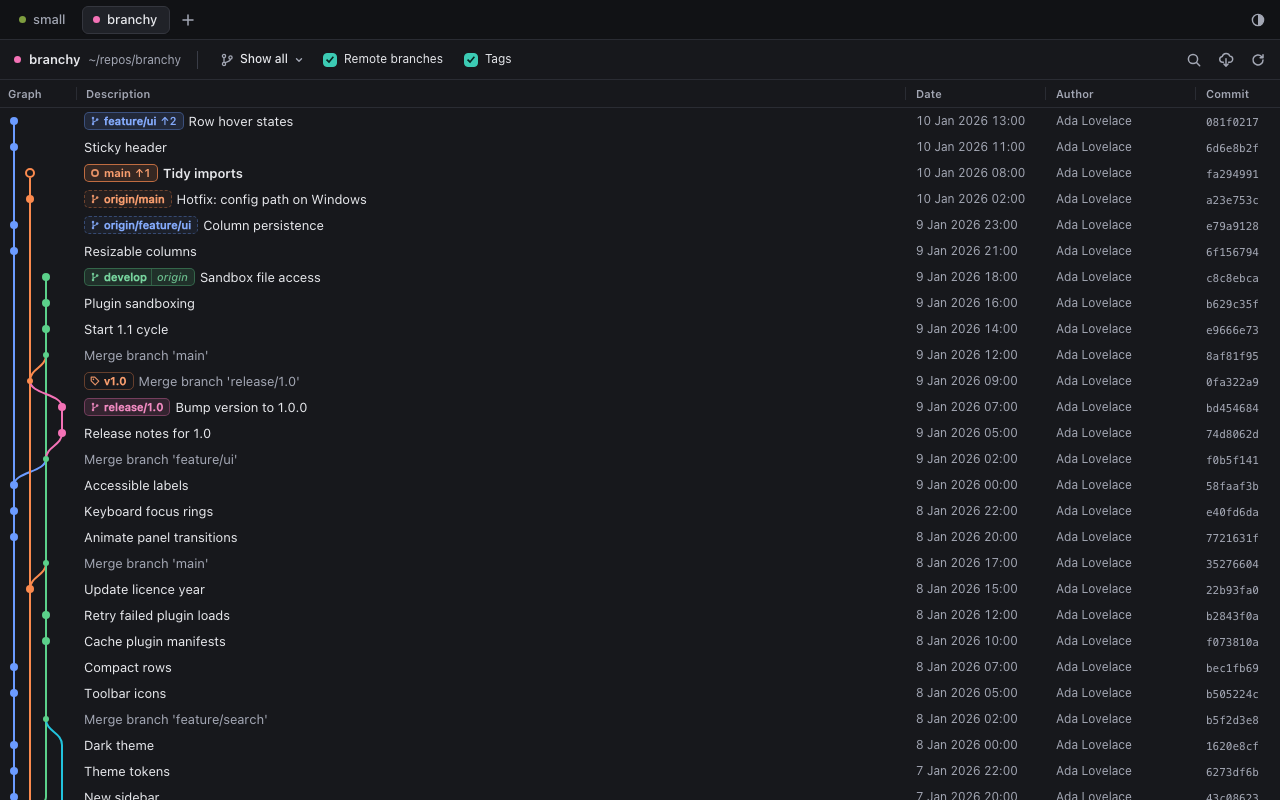 small branchy
branchy ~/repos/branchy Show all Remote branches Tags
Graph Description Date Author Commit
feature/ui ↑2 Row hover states 10 Jan 2026 13:00 Ada Lovelace 081f0217
Sticky header 10 Jan 2026 11:00 Ada Lovelace 6d6e8b2f
main ↑1 Tidy imports 10 Jan 2026 08:00 Ada Lovelace fa294991
origin/main Hotfix: config path on Windows 10 Jan 2026 02:00 Ada Lovelace a23e753c
origin/feature/ui Column persistence 9 Jan 2026 23:00 Ada Lovelace e79a9128
Resizable columns 9 Jan 2026 21:00 Ada Lovelace 6f156794
develop origin Sandbox file access 9 Jan 2026 18:00 Ada Lovelace c8c8ebca
Plugin sandboxing 9 Jan 2026 16:00 Ada Lovelace b629c35f
Start 1.1 cycle 9 Jan 2026 14:00 Ada Lovelace e9666e73
Merge branch 'main' 9 Jan 2026 12:00 Ada Lovelace 8af81f95
v1.0 Merge branch 'release/1.0' 9 Jan 2026 09:00 Ada Lovelace 0fa322a9
release/1.0 Bump version to 1.0.0 9 Jan 2026 07:00 Ada Lovelace bd454684
Release notes for 1.0 9 Jan 2026 05:00 Ada Lovelace 74d8062d
Merge branch 'feature/ui' 9 Jan 2026 02:00 Ada Lovelace f0b5f141
Accessible labels 9 Jan 2026 00:00 Ada Lovelace 58faaf3b
Keyboard focus rings 8 Jan 2026 22:00 Ada Lovelace e40fd6da
Animate panel transitions 8 Jan 2026 20:00 Ada Lovelace 7721631f
Merge branch 'main' 8 Jan 2026 17:00 Ada Lovelace 35276604
Update licence year 8 Jan 2026 15:00 Ada Lovelace 22b93fa0
Retry failed plugin loads 8 Jan 2026 12:00 Ada Lovelace b2843f0a
Cache plugin manifests 8 Jan 2026 10:00 Ada Lovelace f073810a
Compact rows 8 Jan 2026 07:00 Ada Lovelace bec1fb69
Toolbar icons 8 Jan 2026 05:00 Ada Lovelace b505224c
Merge branch 'feature/search' 8 Jan 2026 02:00 Ada Lovelace b5f2d3e8
Dark theme 8 Jan 2026 00:00 Ada Lovelace 1620e8cf
Theme tokens 7 Jan 2026 22:00 Ada Lovelace 6273df6b
New sidebar 7 Jan 2026 20:00 Ada Lovelace 43c08623